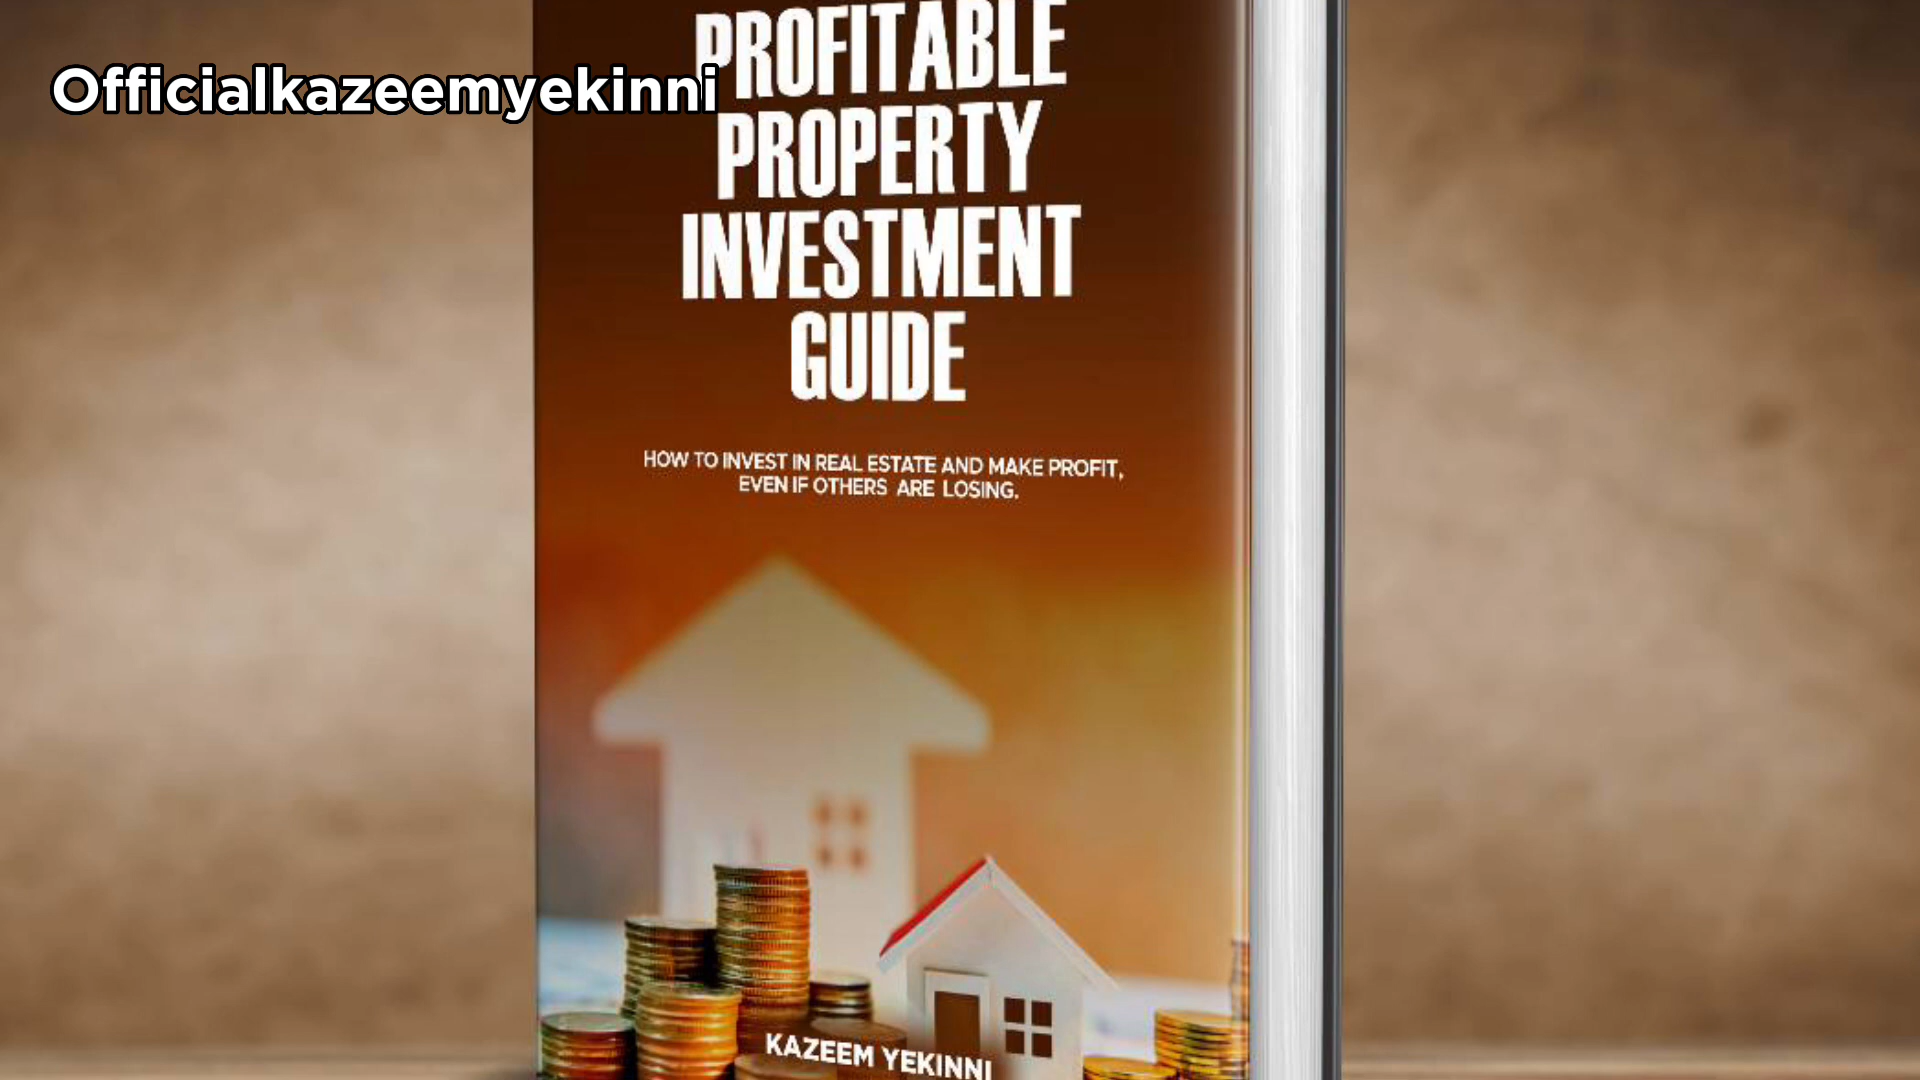 Officialkazeemyekinni
PROFITABLE
PROPERTY
INVESTMENT
GUIDE
HOW TO INVEST IN REAL ESTATE AND MAKE PROFIT,
EVEN IF OTHERS ARE LOSING.
KAZEEM YEKINNI